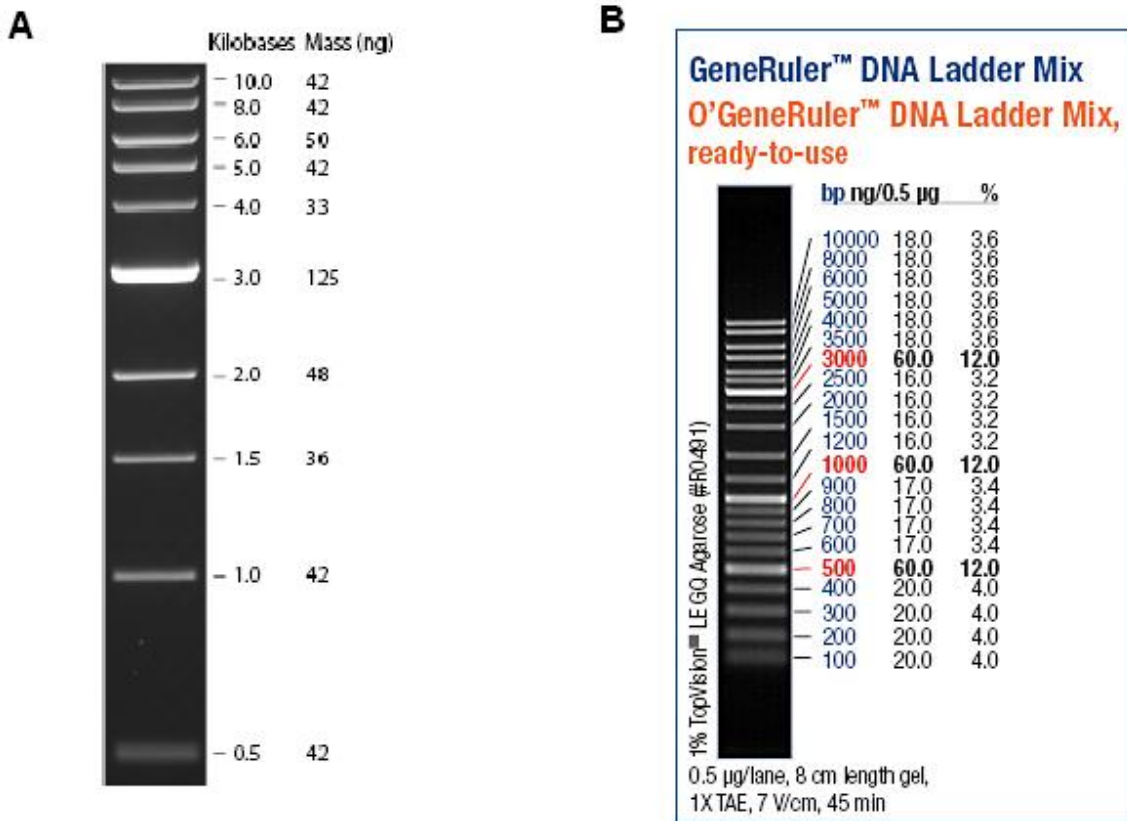 A
Kilobases Mass (ng)
10.0 42
8.0 42
6.0 50
5.0 42
4.0 33
3.0 125
2.0 48
1.5 36
1.0 42
0.5 42
B
GeneRuler™ DNA Ladder Mix
O'GeneRuler™ DNA Ladder Mix,
ready-to-use
bp ng/0.5 µg %
10000 18.0 3.6
8000 18.0 3.6
6000 18.0 3.6
5000 18.0 3.6
4000 18.0 3.6
3500 18.0 3.6
3000 60.0 12.0
2500 16.0 3.2
2000 16.0 3.2
1500 16.0 3.2
1200 16.0 3.2
1000 60.0 12.0
900 17.0 3.4
800 17.0 3.4
700 17.0 3.4
600 17.0 3.4
500 60.0 12.0
400 20.0 4.0
300 20.0 4.0
200 20.0 4.0
100 20.0 4.0
1% TopVision™ LE GQ Agarose (#R0491)
0.5 µg/lane, 8 cm length gel,
1X TAE, 7 V/cm, 45 min